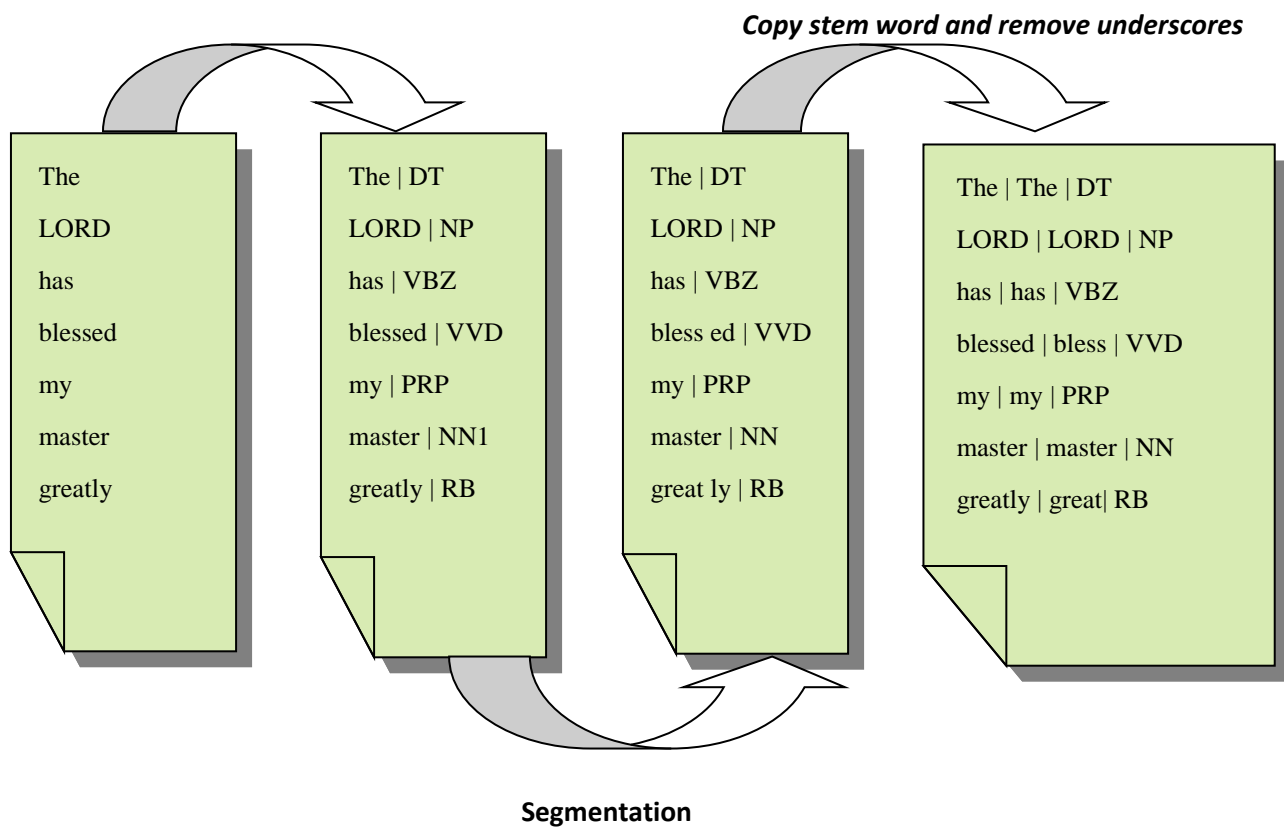 Copy stem word and remove underscores
The
LORD
has
blessed
my
master
greatly
The | DT
LORD | NP
has | VBZ
blessed | VVD
my | PRP
master | NN1
greatly | RB
The | DT
LORD | NP
has | VBZ
bless ed | VVD
my | PRP
master | NN
great ly | RB
The | The | DT
LORD | LORD | NP
has | has | VBZ
blessed | bless | VVD
my | my | PRP
master | master | NN
greatly | great| RB
Segmentation